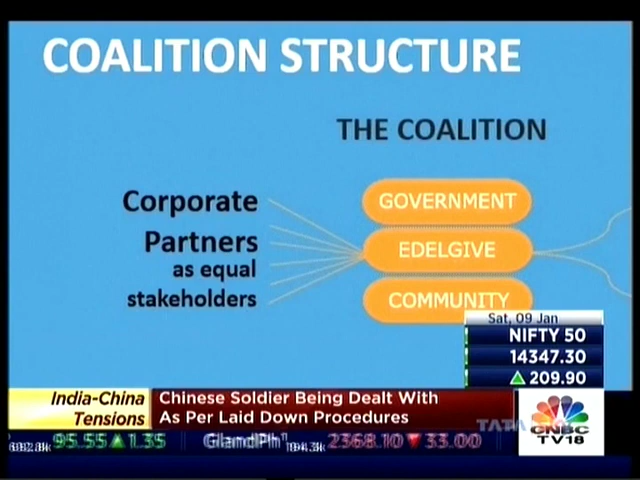 COALITION STRUCTURE
THE COALITION
Corporate
Partners
as equal
stakeholders
GOVERNMENT
EDELGIVE
COMMUNITY
Sat, 09 Jan
NIFTY 50
14347.30
▲ 209.90
India-China
Tensions
Chinese Soldier Being Dealt With
As Per Laid Down Procedures
TATA
CNBC
TV18
95.55 ▲ 1.35 GlandPh 2368.10 ▼ 33.00